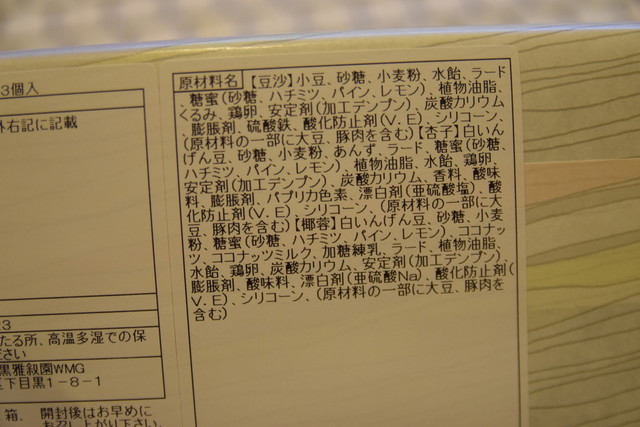 3個入
外右記に記載
3
たる所、高温多湿での保
ださい
黒雅叙園WMG
区下目黒1-8-1
箱、 開封後はお早めに
お召し上がり下さい。
原材料名 【豆沙】小豆、砂糖、小麦粉、水飴、ラード
、糖蜜(砂糖、ハチミツ、パイン、レモン)、植物油脂、
くるみ、鶏卵、安定剤(加工デンプン)、炭酸カリウム
、膨脹剤、硫酸鉄、酸化防止剤(V.E)、シリコーン、
(原材料の一部に大豆、豚肉を含む)【杏子】白いん
げん豆、砂糖、小麦粉、あんず、ラード、糖蜜(砂糖、
ハチミツ、パイン、レモン)、植物油脂、水飴、鶏卵、
安定剤(加工デンプン)、炭酸カリウム、香料、酸味
料、膨脹剤、パプリカ色素、漂白剤(亜硫酸塩)、酸
化防止剤(V.E)、シリコーン、(原材料の一部に大
豆、豚肉を含む)【椰蓉】白いんげん豆、砂糖、小麦
粉、糖蜜(砂糖、ハチミツ、パイン、レモン)、ココナッ
ツ、ココナッツミルク、加糖練乳、ラード、植物油脂、
水飴、鶏卵、炭酸カリウム、安定剤(加工デンプン)、
膨脹剤、酸味料、漂白剤(亜硫酸Na)、酸化防止剤(
V.E)、シリコーン、(原材料の一部に大豆、豚肉を
含む)